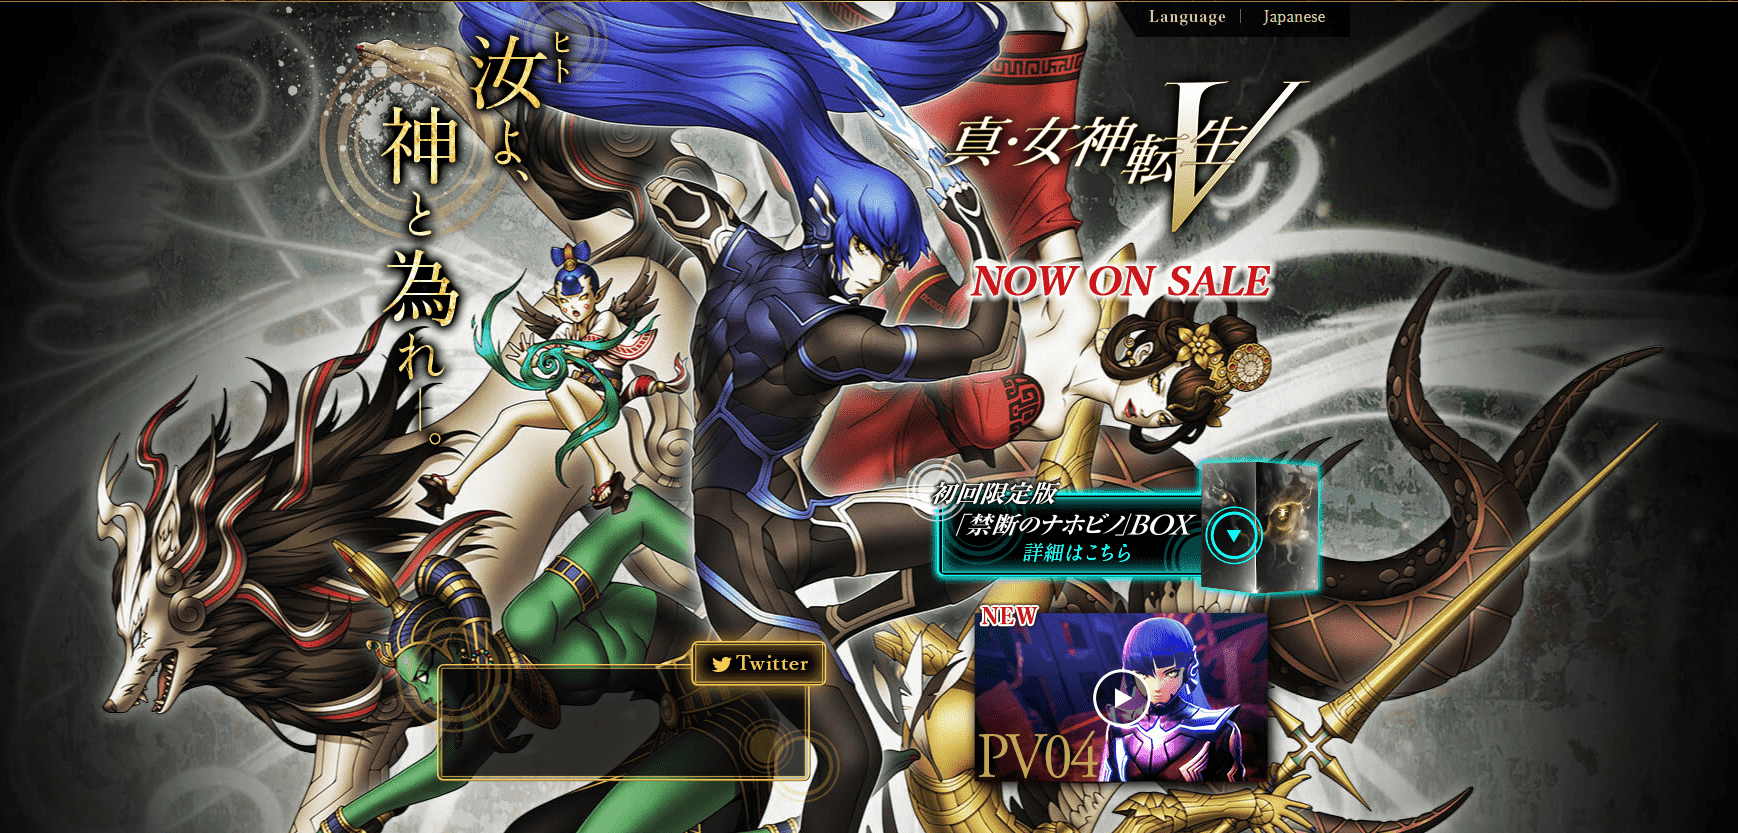 Language
Japanese
汝よ、
ヒト
神と為れ―。
真・女神転生V
NOW ON SALE
初回限定版
「禁断のナホビノ」BOX
詳細はこちら
NEW
PV04
Twitter